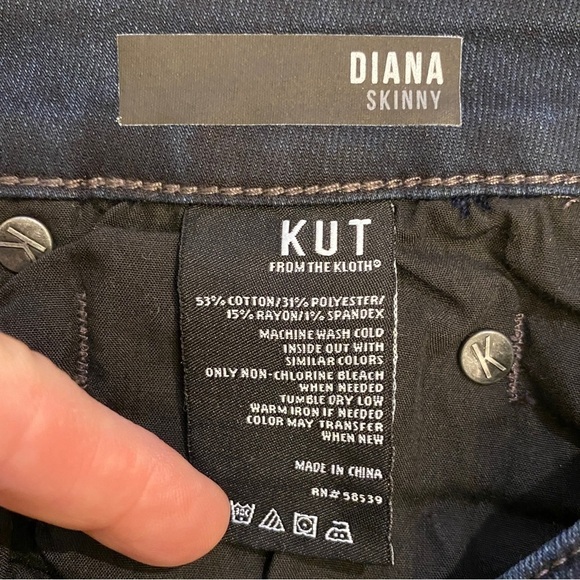 DIANA
SKINNY
KUT
FROM THE KLOTH®
53% COTTON/31% POLYESTER/
15% RAYON/1% SPANDEX
MACHINE WASH COLD
INSIDE OUT WITH
SIMILAR COLORS
ONLY NON-CHLORINE BLEACH
WHEN NEEDED
TUMBLE DRY LOW
WARM IRON IF NEEDED
COLOR MAY TRANSFER
WHEN NEW
MADE IN CHINA
RN# 58539
K
K